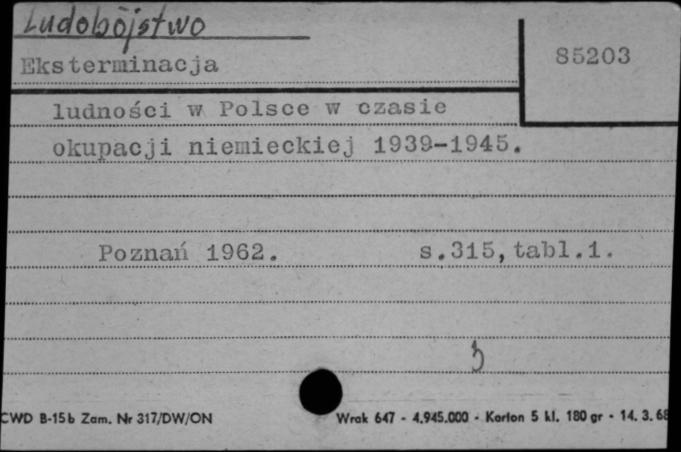 Ludobójstwo
Eksterminacja
85203
ludności w Polsce w czasie
okupacji niemieckiej 1939-1945.
Poznań 1962. s.315, tabl.1.
CWD B-15b Zam. Nr 317/DW/ON Wrak 647 - 4.945.000 - Karton 5 kl. 180 gr - 14. 3. 68